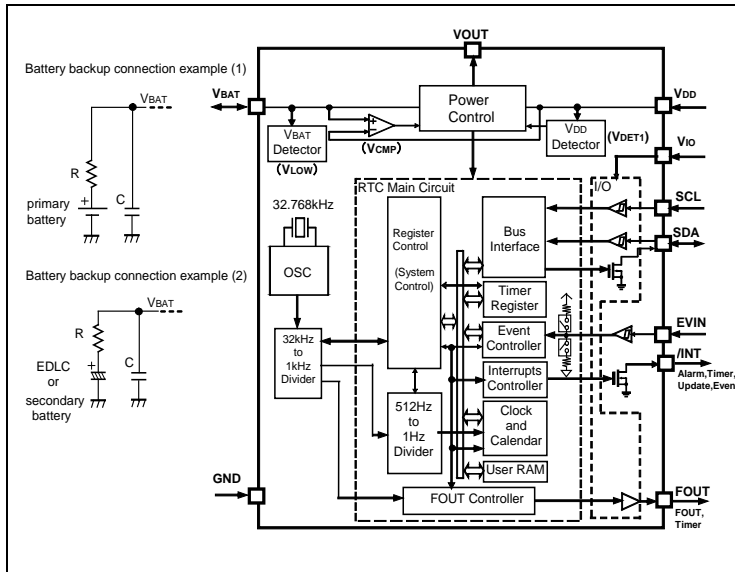 VOUT
Battery backup connection example (1)
VBAT
R
+
C
primary
battery
Battery backup connection example (2)
VBAT
R
+
C
EDLC
or
secondary
battery
GND
VBAT
VBAT
Detector
(VLOW)
+
−
(VCMP)
Power
Control
VDD
Detector
(VDET1)
VDD
VIO
I/O
SCL
SDA
EVIN
/INT
Alarm,Timer,
Update,Even
FOUT
FOUT,
Timer
32.768kHz
OSC
32kHz
to
1kHz
Divider
RTC Main Circuit
Register
Control
(System
Control)
512Hz
to
1Hz
Divider
Bus
Interface
Timer
Register
Event
Controller
Interrupts
Controller
Clock
and
Calendar
User RAM
FOUT Controller